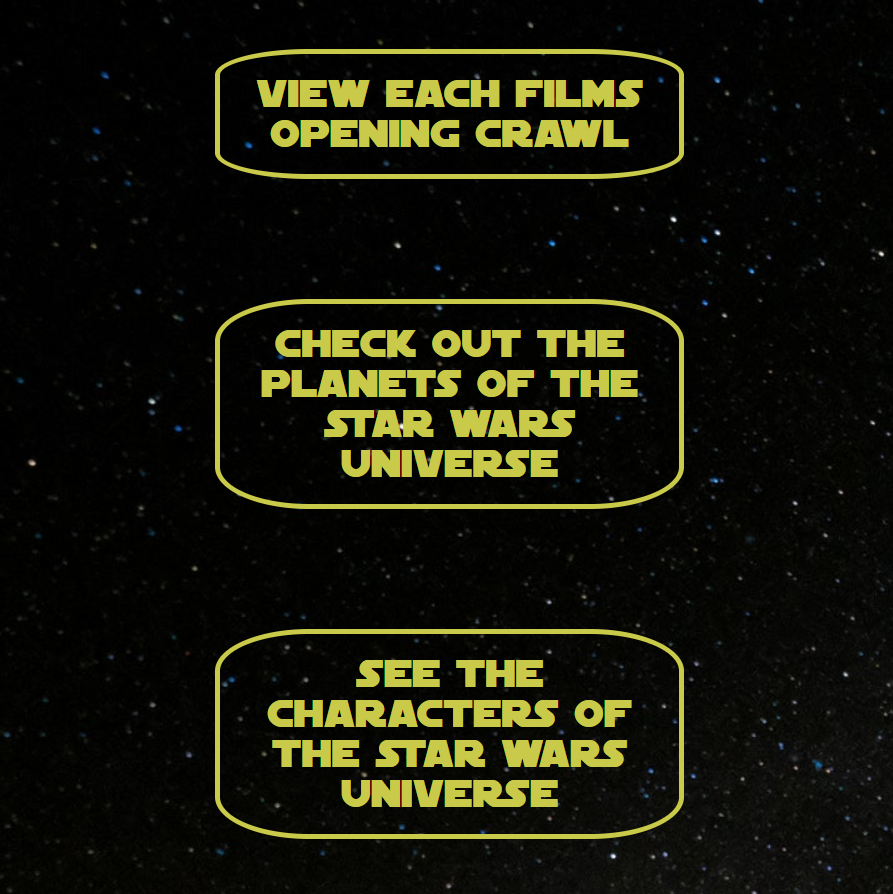 VIEW EACH FILMS
OPENING CRAWL
CHECK OUT THE
PLANETS OF THE
STAR WARS
UNIVERSE
SEE THE
CHARACTERS OF
THE STAR WARS
UNIVERSE